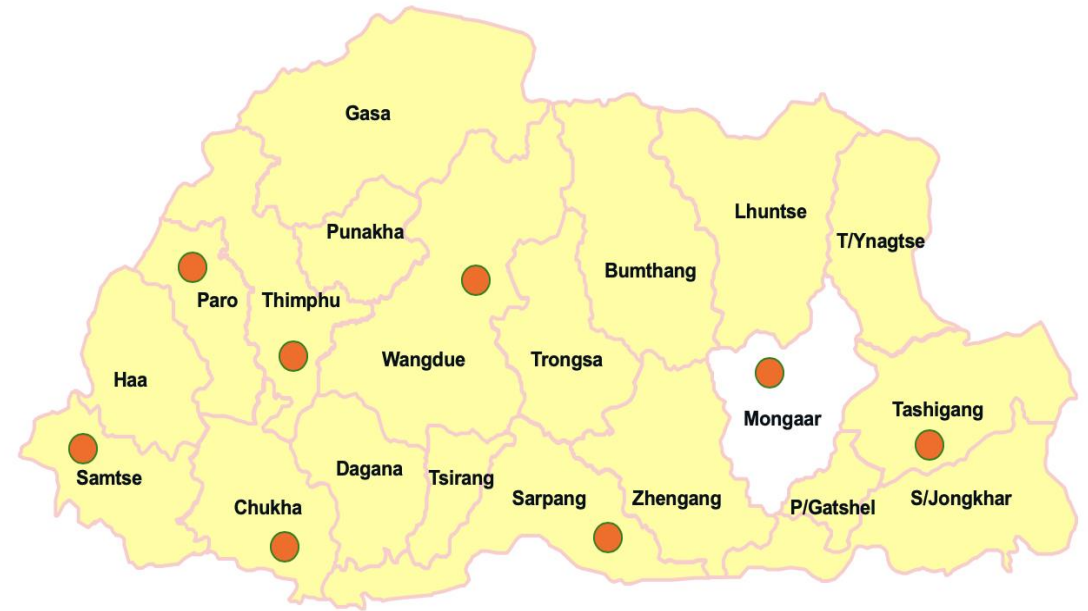 Gasa
Lhuntse
Punakha
T/Ynagtse
Bumthang
Paro
Thimphu
Wangdue
Trongsa
Haa
Tashigang
Mongaar
Dagana
Samtse
Tsirang
Sarpang
Zhengang
S/Jongkhar
Chukha
P/Gatshel